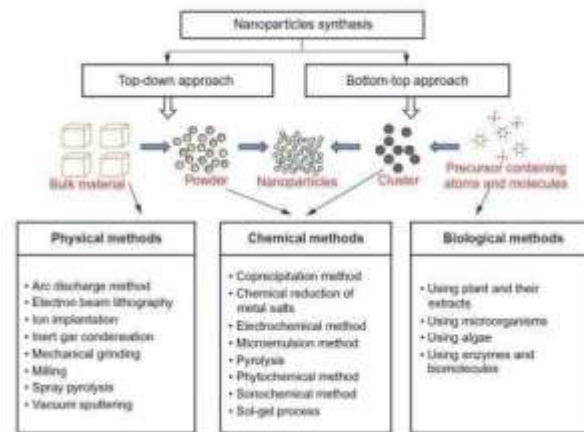 Nanoparticles synthesis
Top-down approach
Bottom-top approach
Bulk material
Powder
Nanoparticles
Cluster
Precursor containing
atoms and molecules
Physical methods
• Arc discharge method
• Electron beam lithography
• Ion implantation
• Inert gar condensation
• Mechanical grinding
• Milling
• Spray pyrolysis
• Vacuum sputtering
Chemical methods
• Coprecipitation method
• Chemical reduction of
metal salts
• Electrochemical method
• Microemulsion method
• Pyrolysis
• Phytochemical method
• Sonochemical method
• Sol-gel process
Biological methods
• Using plant and their
extracts
• Using microorganisms
• Using algae
• Using enzymes and
biomolecules